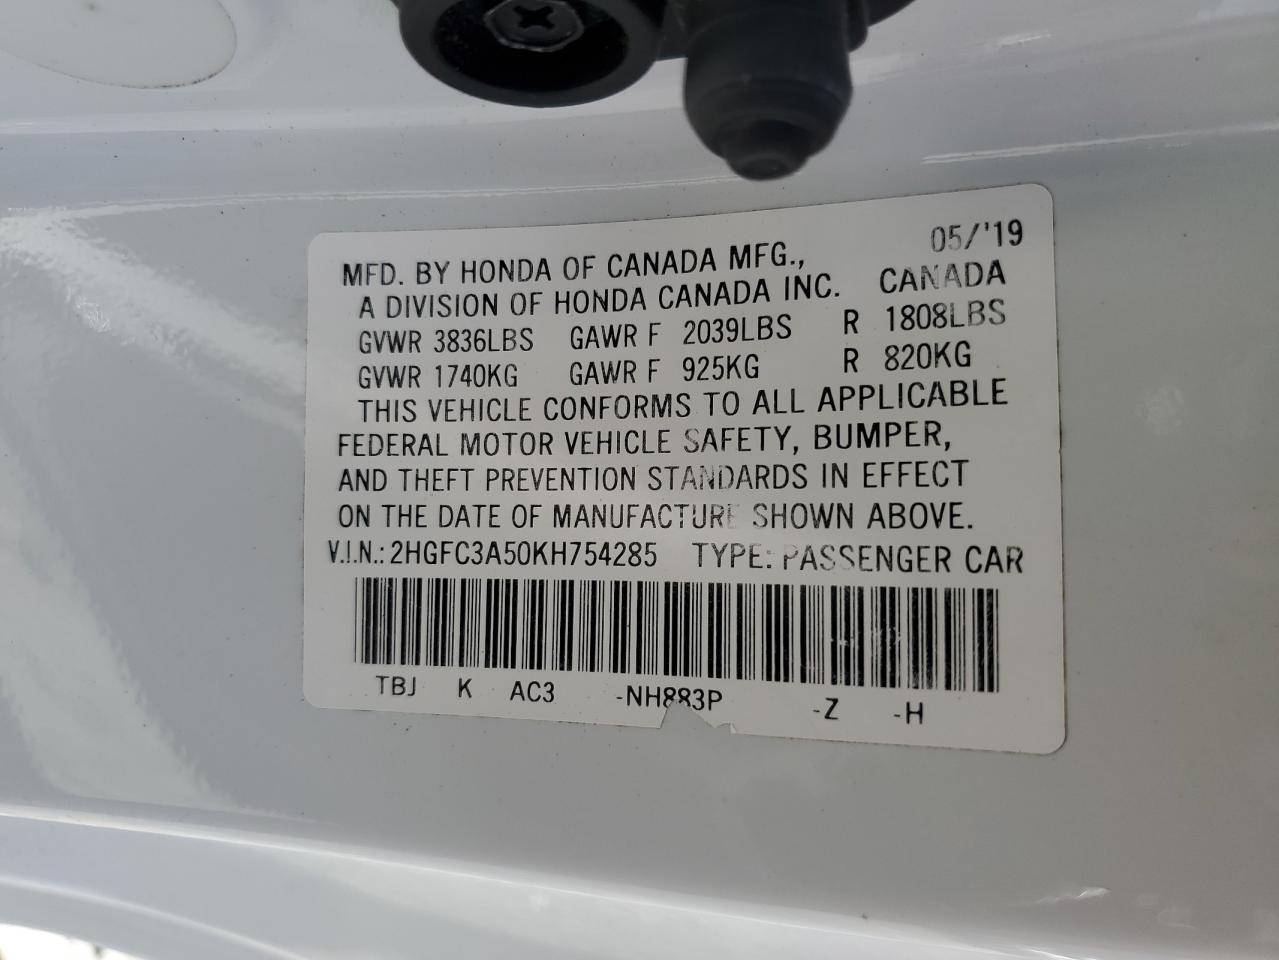 05/'19
MFD. BY HONDA OF CANADA MFG.,
A DIVISION OF HONDA CANADA INC. CANADA
GVWR 3836LBS GAWR F 2039LBS R 1808LBS
GVWR 1740KG GAWR F 925KG R 820KG
THIS VEHICLE CONFORMS TO ALL APPLICABLE
FEDERAL MOTOR VEHICLE SAFETY, BUMPER,
AND THEFT PREVENTION STANDARDS IN EFFECT
ON THE DATE OF MANUFACTURE SHOWN ABOVE.
V.I.N.: 2HGFC3A50KH754285 TYPE: PASSENGER CAR
TBJ K AC3 -NH883P -Z -H